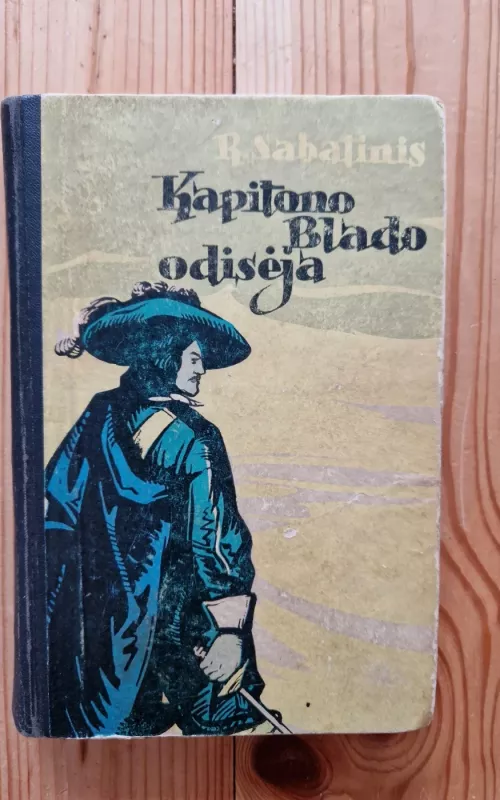 R. Sabatinis
Kapitono
Blado
odisėja